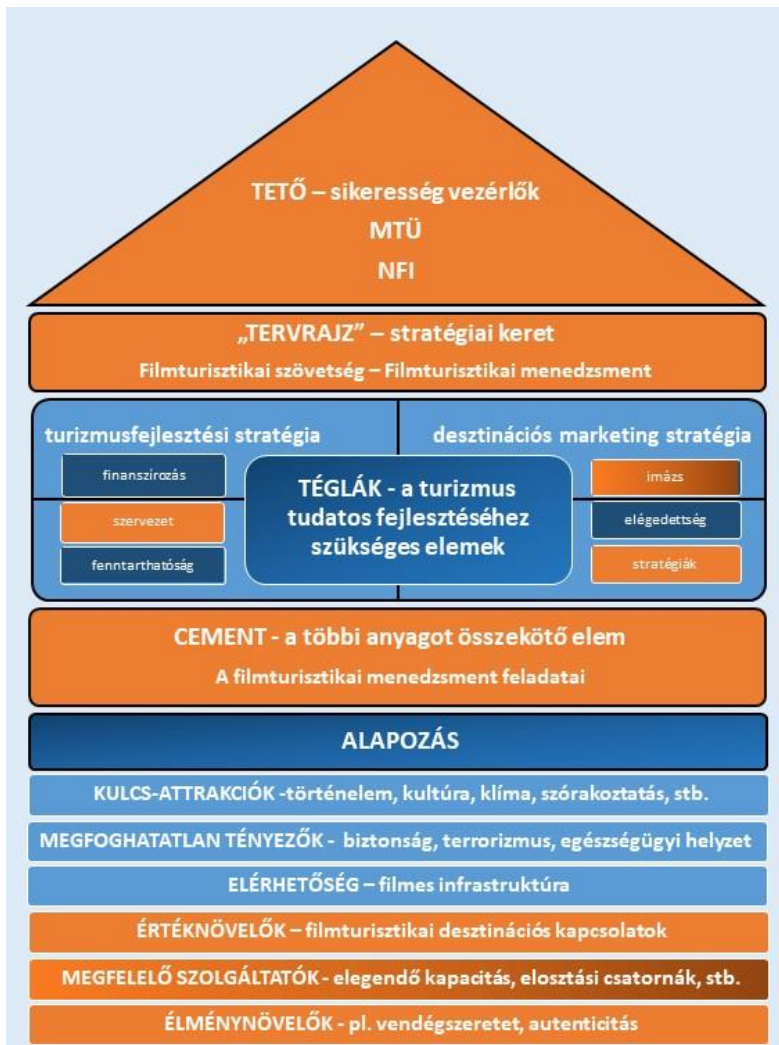 TETŐ – sikeresség vezérlők
MTÜ
NFI
„TERVRAJZ” – stratégiai keret
Filmturisztikai szövetség – Filmturisztikai menedzsment
turizmusfejlesztési stratégia
desztinációs marketing stratégia
finanszírozás
szervezet
fenntarthatóság
TÉGLÁK - a turizmus
tudatos fejlesztéséhez
szükséges elemek
imázs
elégedettség
stratégiák
CEMENT - a többi anyagot összekötő elem
A filmturisztikai menedzsment feladatai
ALAPOZÁS
KULCS-ATTRAKCIÓK -történelem, kultúra, klíma, szórakoztatás, stb.
MEGFOGHATATLAN TÉNYEZŐK - biztonság, terrorizmus, egészségügyi helyzet
ELÉRHETŐSÉG – filmes infrastruktúra
ÉRTÉKNÖVELŐK – filmturisztikai desztinációs kapcsolatok
MEGFELELŐ SZOLGÁLTATÓK - elegendő kapacitás, elosztási csatornák, stb.
ÉLMÉNYNÖVELŐK - pl. vendégszeretet, autenticitás